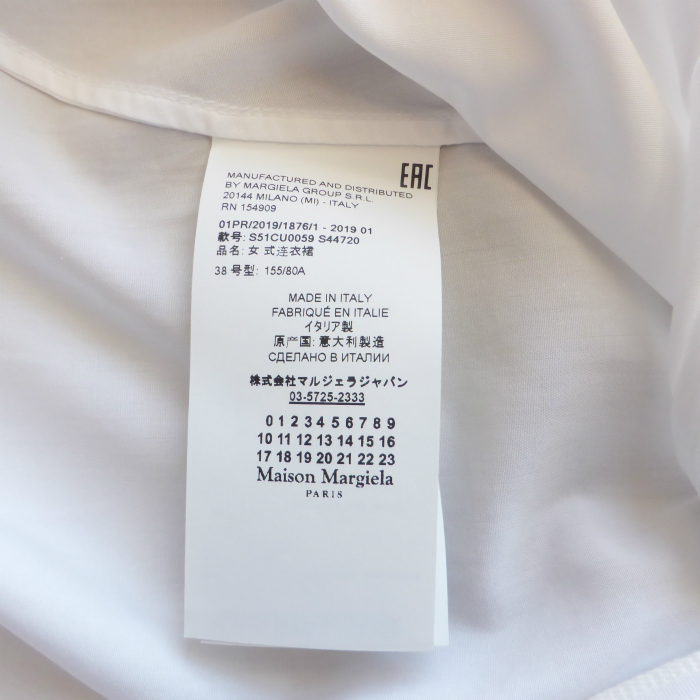 EAC
MANUFACTURED AND DISTRIBUTED
BY MARGIELA GROUP S.R.L.
20144 MILANO (MI) - ITALY
RN 154909
01PR/2019/1876/1 - 2019 01
款号: S51CU0059 S44720
品名: 女 式连衣裙
38 号型: 155/80A
MADE IN ITALY
FABRIQUÉ EN ITALIE
イタリア製
原产国: 意大利製造
СДЕЛАНО В ИТАЛИИ
株式会社マルジェラジャパン
03-5725-2333
0 1 2 3 4 5 6 7 8 9
10 11 12 13 14 15 16
17 18 19 20 21 22 23
Maison Margiela
PARIS